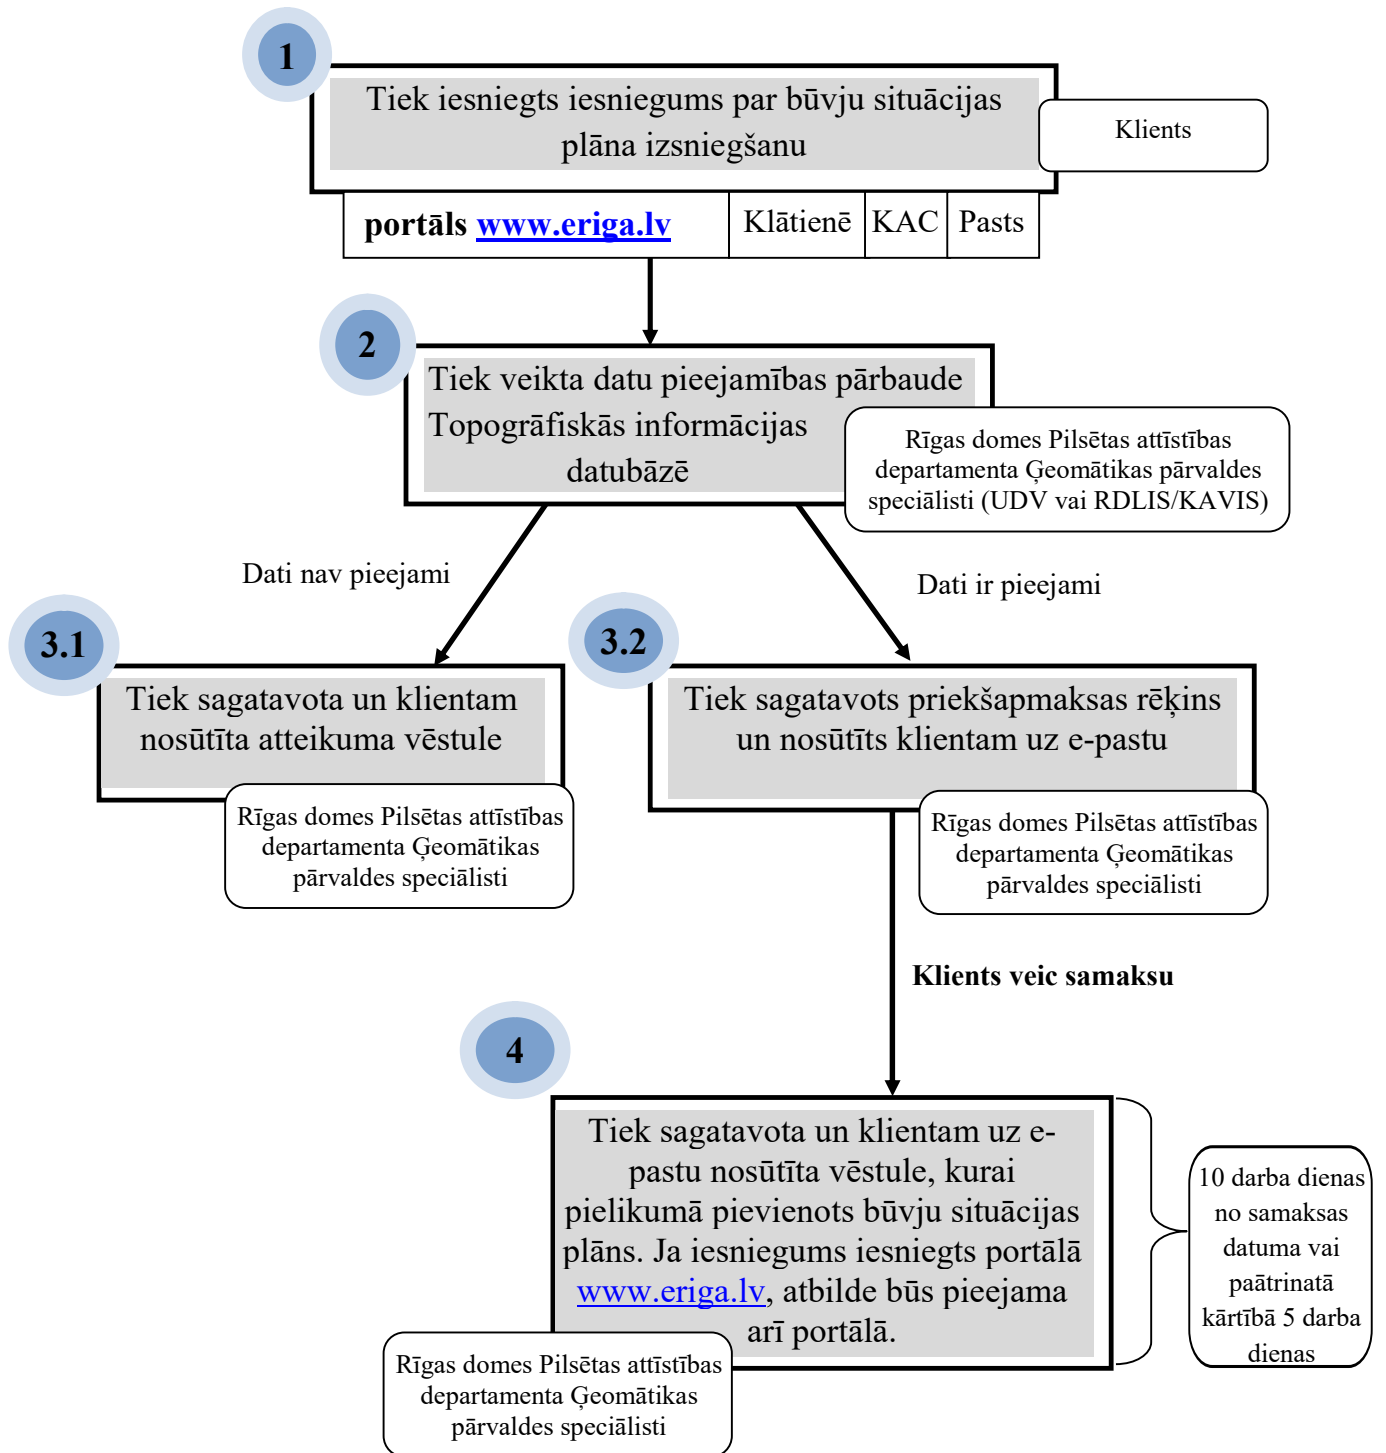 1
Tiek iesniegts iesniegums par būvju situācijas
plāna izsniegšanu
Klients
portāls www.eriga.lv
Klātienē
KAC
Pasts
2
Tiek veikta datu pieejamības pārbaude
Topogrāfiskās informācijas
datubāzē
Rīgas domes Pilsētas attīstības
departamenta Ģeomātikas pārvaldes
speciālisti (UDV vai RDLIS/KAVIS)
Dati nav pieejami
Dati ir pieejami
3.1
Tiek sagatavota un klientam
nosūtīta atteikuma vēstule
Rīgas domes Pilsētas attīstības
departamenta Ģeomātikas
pārvaldes speciālisti
3.2
Tiek sagatavots priekšapmaksas rēķins
un nosūtīts klientam uz e-pastu
Rīgas domes Pilsētas attīstības
departamenta Ģeomātikas
pārvaldes speciālisti
Klients veic samaksu
4
Tiek sagatavota un klientam uz e-
pastu nosūtīta vēstule, kurai
pielikumā pievienots būvju situācijas
plāns. Ja iesniegums iesniegts portālā
www.eriga.lv, atbilde būs pieejama
arī portālā.
Rīgas domes Pilsētas attīstības
departamenta Ģeomātikas
pārvaldes speciālisti
10 darba dienas
no samaksas
datuma vai
paātrinatā
kārtībā 5 darba
dienas